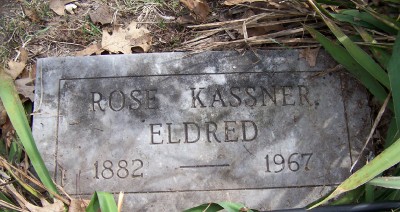 ROSE KASSNER
ELDRED
1882 — 1967